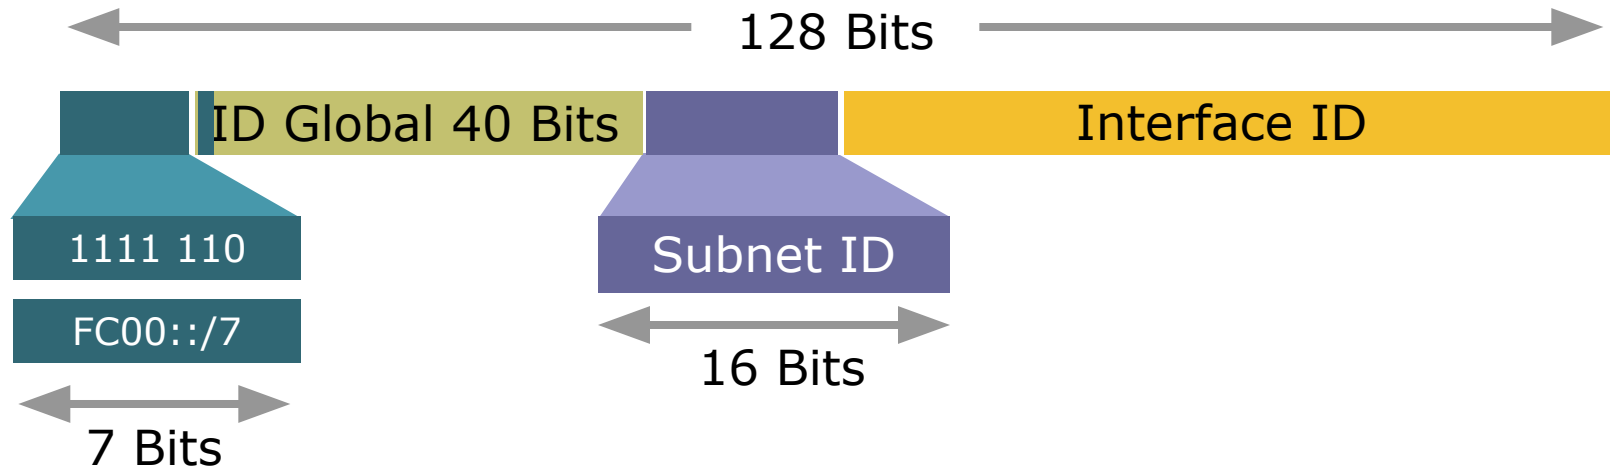 128 Bits
ID Global 40 Bits
Interface ID
1111 110
Subnet ID
FC00::/7
16 Bits
7 Bits